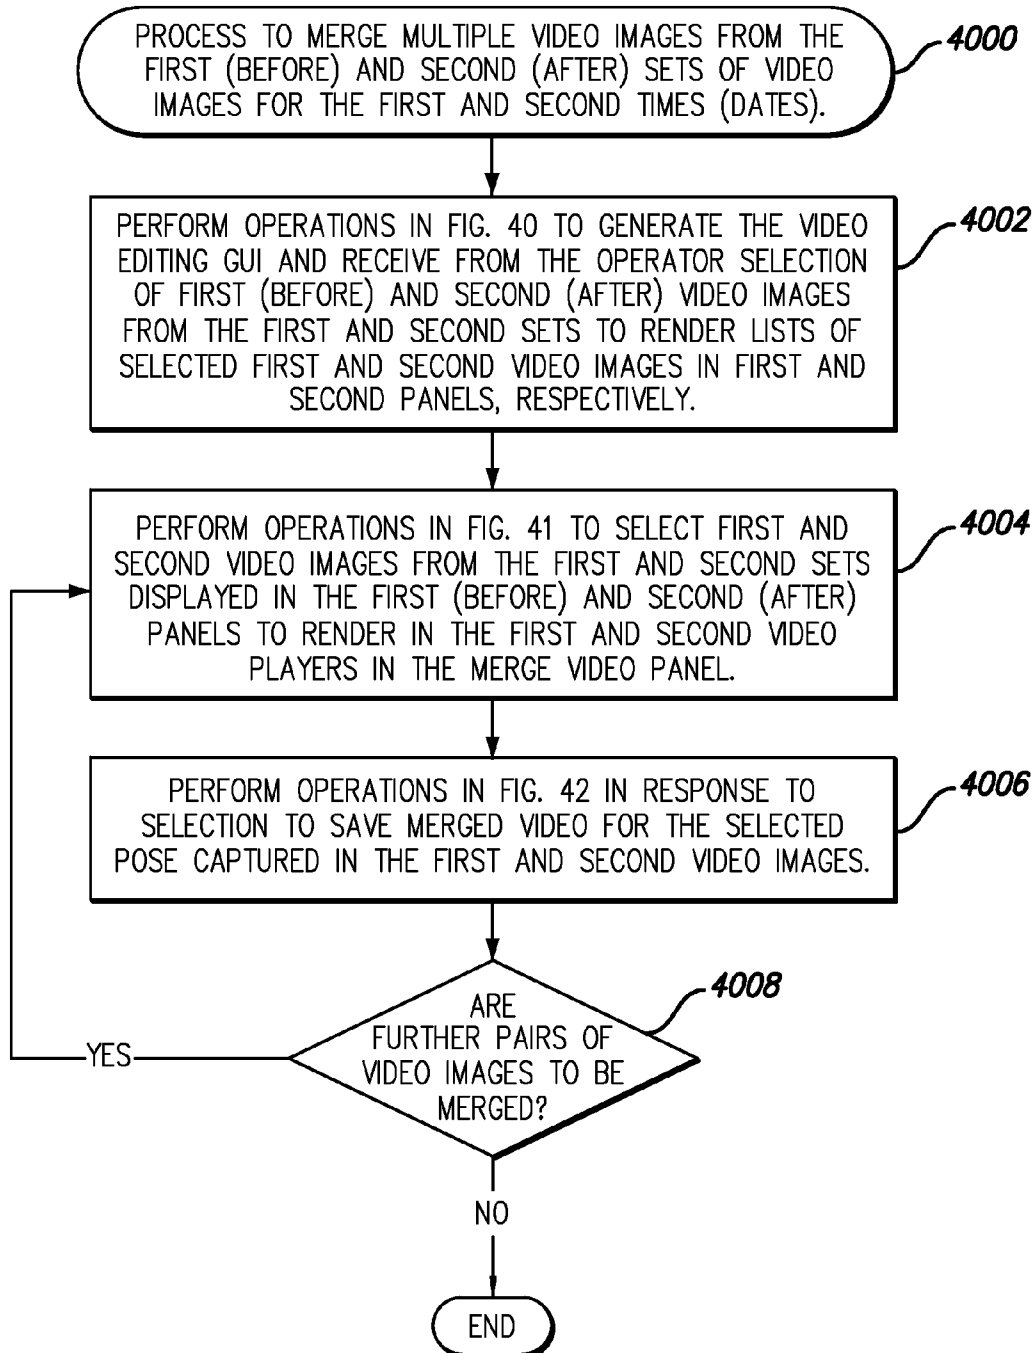 PROCESS TO MERGE MULTIPLE VIDEO IMAGES FROM THE
FIRST (BEFORE) AND SECOND (AFTER) SETS OF VIDEO
IMAGES FOR THE FIRST AND SECOND TIMES (DATES).
4000
PERFORM OPERATIONS IN FIG. 40 TO GENERATE THE VIDEO
EDITING GUI AND RECEIVE FROM THE OPERATOR SELECTION
OF FIRST (BEFORE) AND SECOND (AFTER) VIDEO IMAGES
FROM THE FIRST AND SECOND SETS TO RENDER LISTS OF
SELECTED FIRST AND SECOND VIDEO IMAGES IN FIRST AND
SECOND PANELS, RESPECTIVELY.
4002
PERFORM OPERATIONS IN FIG. 41 TO SELECT FIRST AND
SECOND VIDEO IMAGES FROM THE FIRST AND SECOND SETS
DISPLAYED IN THE FIRST (BEFORE) AND SECOND (AFTER)
PANELS TO RENDER IN THE FIRST AND SECOND VIDEO
PLAYERS IN THE MERGE VIDEO PANEL.
4004
PERFORM OPERATIONS IN FIG. 42 IN RESPONSE TO
SELECTION TO SAVE MERGED VIDEO FOR THE SELECTED
POSE CAPTURED IN THE FIRST AND SECOND VIDEO IMAGES.
4006
ARE
FURTHER PAIRS OF
VIDEO IMAGES TO BE
MERGED?
4008
YES
NO
END